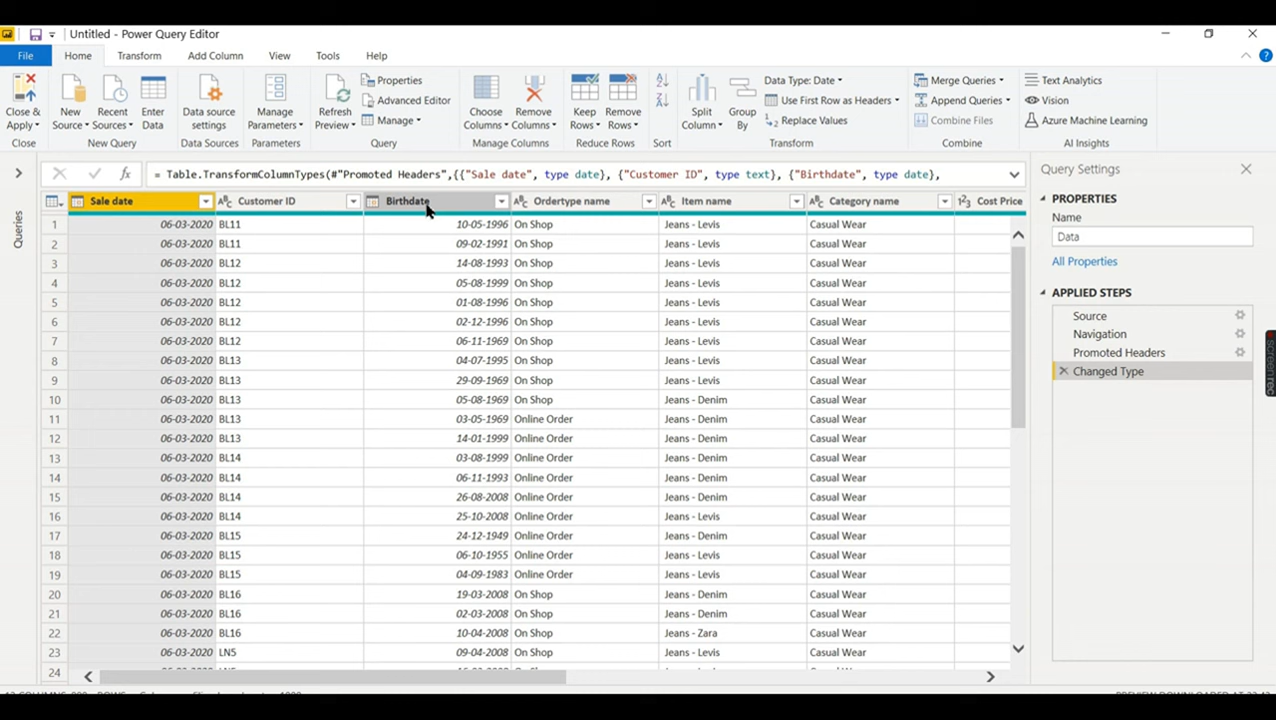 Untitled - Power Query Editor
File Home Transform Add Column View Tools Help
Close & Apply
New Source
Recent Sources
Enter Data
Data source settings
Manage Parameters
Refresh Preview
Properties
Advanced Editor
Manage
Choose Columns
Remove Columns
Keep Rows
Remove Rows
Split Column
Group By
Data Type: Date
Use First Row as Headers
Replace Values
Merge Queries
Append Queries
Combine Files
Text Analytics
Vision
Azure Machine Learning
Close New Query Data Sources Parameters Query Manage Columns Reduce Rows Sort Transform Combine AI Insights
= Table.TransformColumnTypes(#"Promoted Headers",{{"Sale date", type date}, {"Customer ID", type text}, {"Birthdate", type date},
Queries
Sale date Customer ID Birthdate Ordertype name Item name Category name Cost Price
1 06-03-2020 BL11 10-05-1996 On Shop Jeans - Levis Casual Wear
2 06-03-2020 BL11 09-02-1991 On Shop Jeans - Levis Casual Wear
3 06-03-2020 BL12 14-08-1993 On Shop Jeans - Levis Casual Wear
4 06-03-2020 BL12 05-08-1999 On Shop Jeans - Levis Casual Wear
5 06-03-2020 BL12 01-08-1996 On Shop Jeans - Levis Casual Wear
6 06-03-2020 BL12 02-12-1996 On Shop Jeans - Levis Casual Wear
7 06-03-2020 BL12 06-11-1969 On Shop Jeans - Levis Casual Wear
8 06-03-2020 BL13 04-07-1995 On Shop Jeans - Levis Casual Wear
9 06-03-2020 BL13 29-09-1969 On Shop Jeans - Levis Casual Wear
10 06-03-2020 BL13 05-08-1969 On Shop Jeans - Denim Casual Wear
11 06-03-2020 BL13 03-05-1969 Online Order Jeans - Denim Casual Wear
12 06-03-2020 BL13 14-01-1999 Online Order Jeans - Denim Casual Wear
13 06-03-2020 BL14 03-08-1999 Online Order Jeans - Denim Casual Wear
14 06-03-2020 BL14 06-11-1993 Online Order Jeans - Denim Casual Wear
15 06-03-2020 BL14 26-08-2008 Online Order Jeans - Denim Casual Wear
16 06-03-2020 BL14 25-10-2008 Online Order Jeans - Levis Casual Wear
17 06-03-2020 BL15 24-12-1949 Online Order Jeans - Denim Casual Wear
18 06-03-2020 BL15 06-10-1955 Online Order Jeans - Levis Casual Wear
19 06-03-2020 BL15 04-09-1983 Online Order Jeans - Levis Casual Wear
20 06-03-2020 BL16 19-03-2008 On Shop Jeans - Denim Casual Wear
21 06-03-2020 BL16 02-03-2008 On Shop Jeans - Denim Casual Wear
22 06-03-2020 BL16 10-04-2008 On Shop Jeans - Zara Casual Wear
23 06-03-2020 LN5 09-04-2008 On Shop Jeans - Levis Casual Wear
24
Query Settings
PROPERTIES
Name
Data
All Properties
APPLIED STEPS
Source
Navigation
Promoted Headers
Changed Type
screenrec